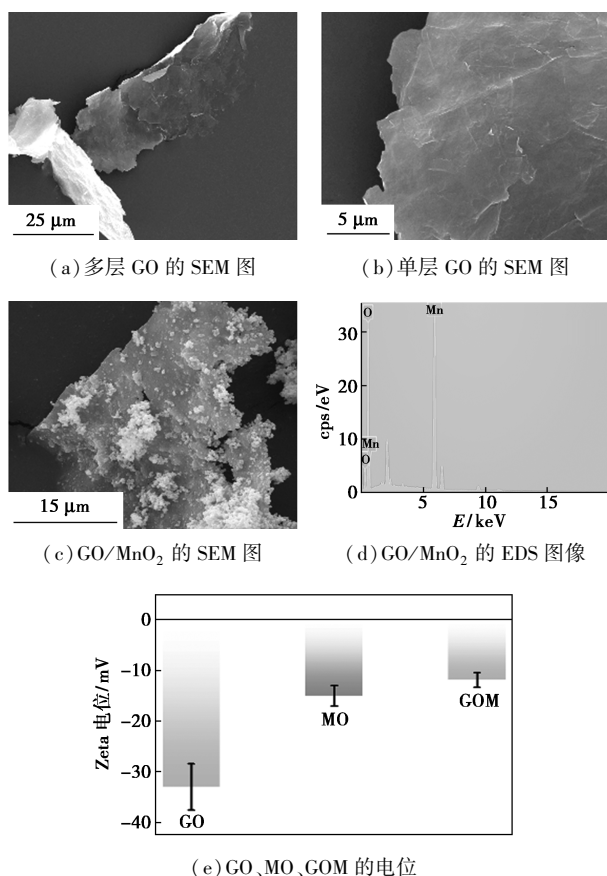 25 μm
5 μm
(a)多层 GO 的 SEM 图
(b)单层 GO 的 SEM 图
15 μm
O
Mn
30
20
cps/eV
10
Mn
O
0
5
10
15
E/keV
(c)GO/MnO₂ 的 SEM 图
(d)GO/MnO₂ 的 EDS 图像
0
-10
-20
-30
-40
Zeta 电位/mV
GO
MO
GOM
(e)GO、MO、GOM 的电位